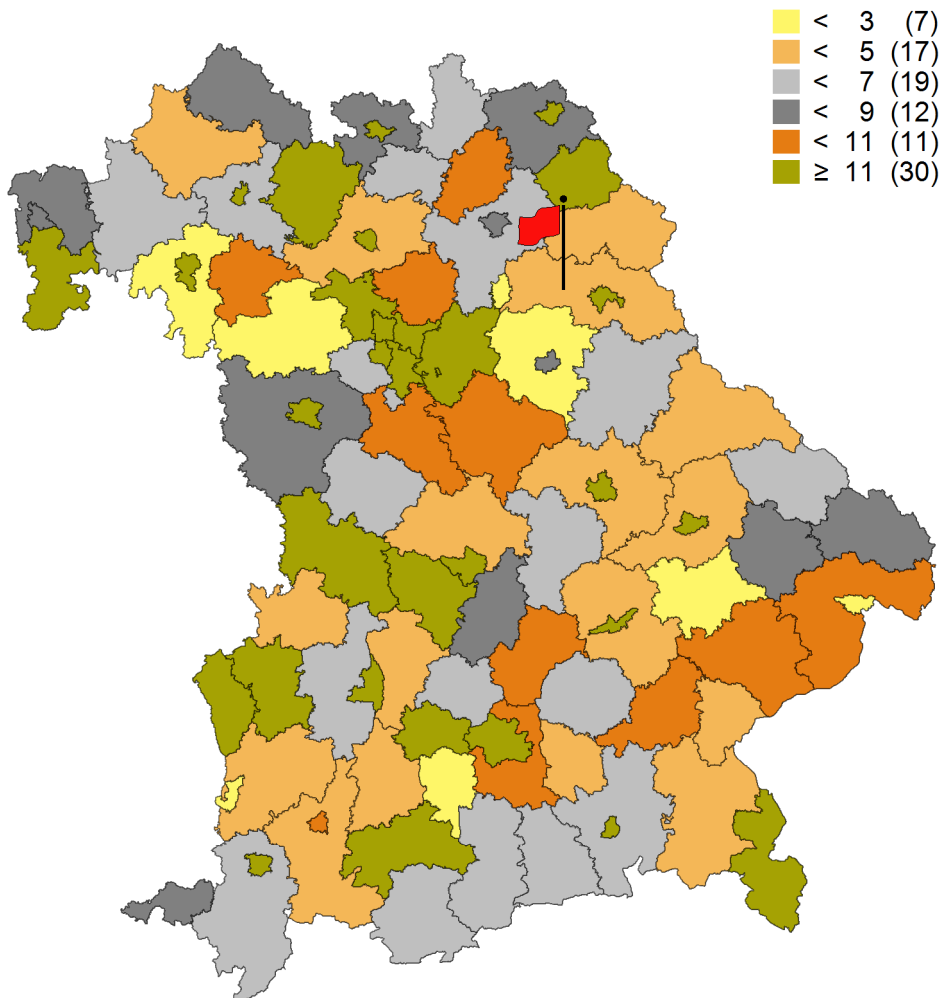 < 3 (7)
< 5 (17)
< 7 (19)
< 9 (12)
< 11 (11)
≥ 11 (30)